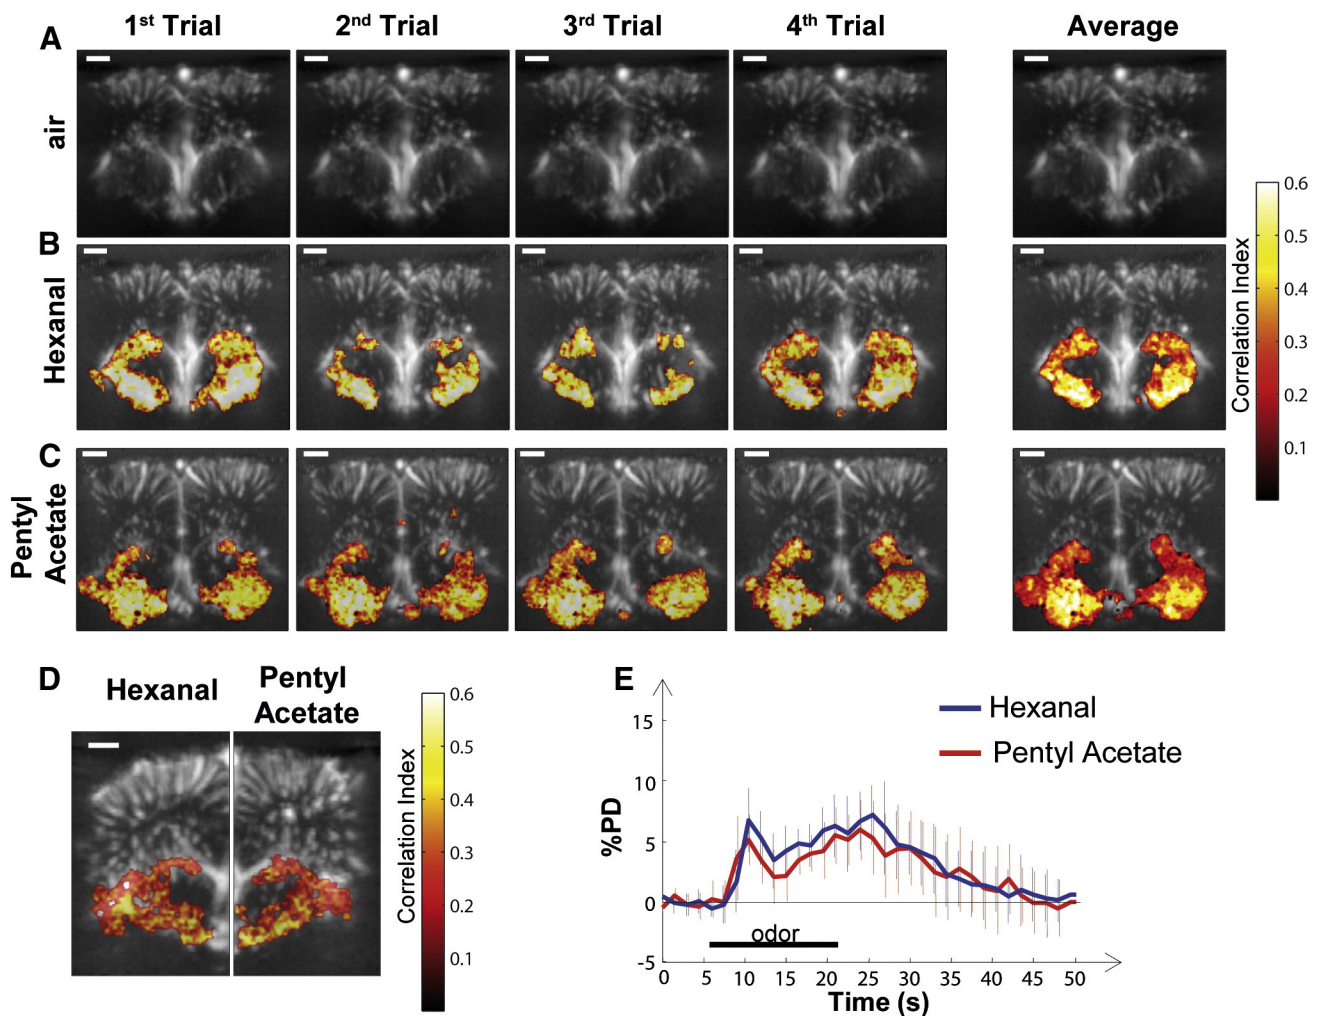 A
1st Trial
2nd Trial
3rd Trial
4th Trial
Average
air
B
Hexanal
C
Pentyl
Acetate
0.6
0.5
0.4
0.3
0.2
0.1
Correlation Index
D
Hexanal
Pentyl
Acetate
0.6
0.5
0.4
0.3
0.2
0.1
Correlation Index
E
Hexanal
Pentyl Acetate
15
10
5
0
-5
%PD
odor
0 5 10 15 20 25 30 35 40 45 50
Time (s)